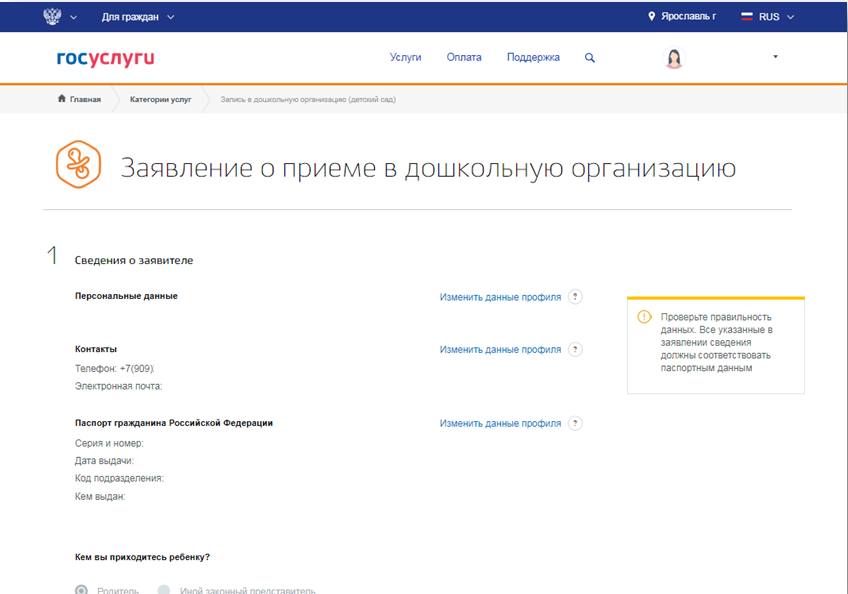 Для граждан
Ярославль г
RUS
госуслуги
Услуги
Оплата
Поддержка
Главная
Категории услуг
Запись в дошкольную организацию (детский сад)
Заявление о приеме в дошкольную организацию
1
Сведения о заявителе
Персональные данные
Изменить данные профиля ?
Проверьте правильность
данных. Все указанные в
заявлении сведения
должны соответствовать
паспортным данным
Контакты
Изменить данные профиля ?
Телефон: +7(909)
Электронная почта:
Паспорт гражданина Российской Федерации
Изменить данные профиля ?
Серия и номер:
Дата выдачи:
Код подразделения:
Кем выдан:
Кем вы приходитесь ребенку?
Родитель
Иной законный представитель